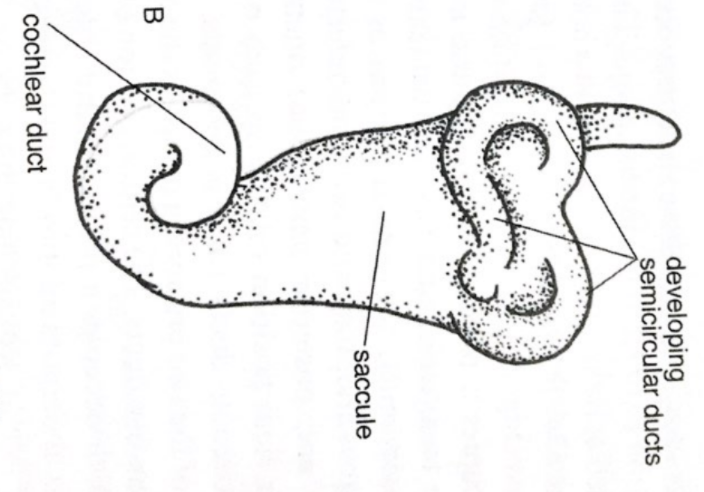 B
cochlear duct
saccule
developing
semicircular ducts